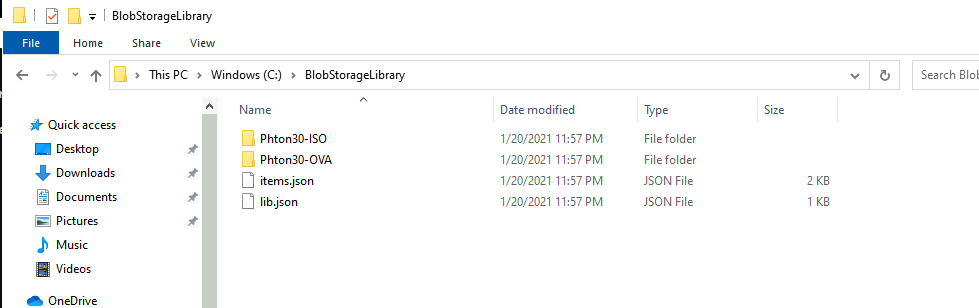 BlobStorageLibrary
File Home Share View
This PC Windows (C:) BlobStorageLibrary Search Blo
Name Date modified Type Size
Quick access
Desktop
Downloads
Documents
Pictures
Music
Videos
OneDrive
Phton30-ISO 1/20/2021 11:57 PM File folder
Phton30-OVA 1/20/2021 11:57 PM File folder
items.json 1/20/2021 11:57 PM JSON File 2 KB
lib.json 1/20/2021 11:57 PM JSON File 1 KB